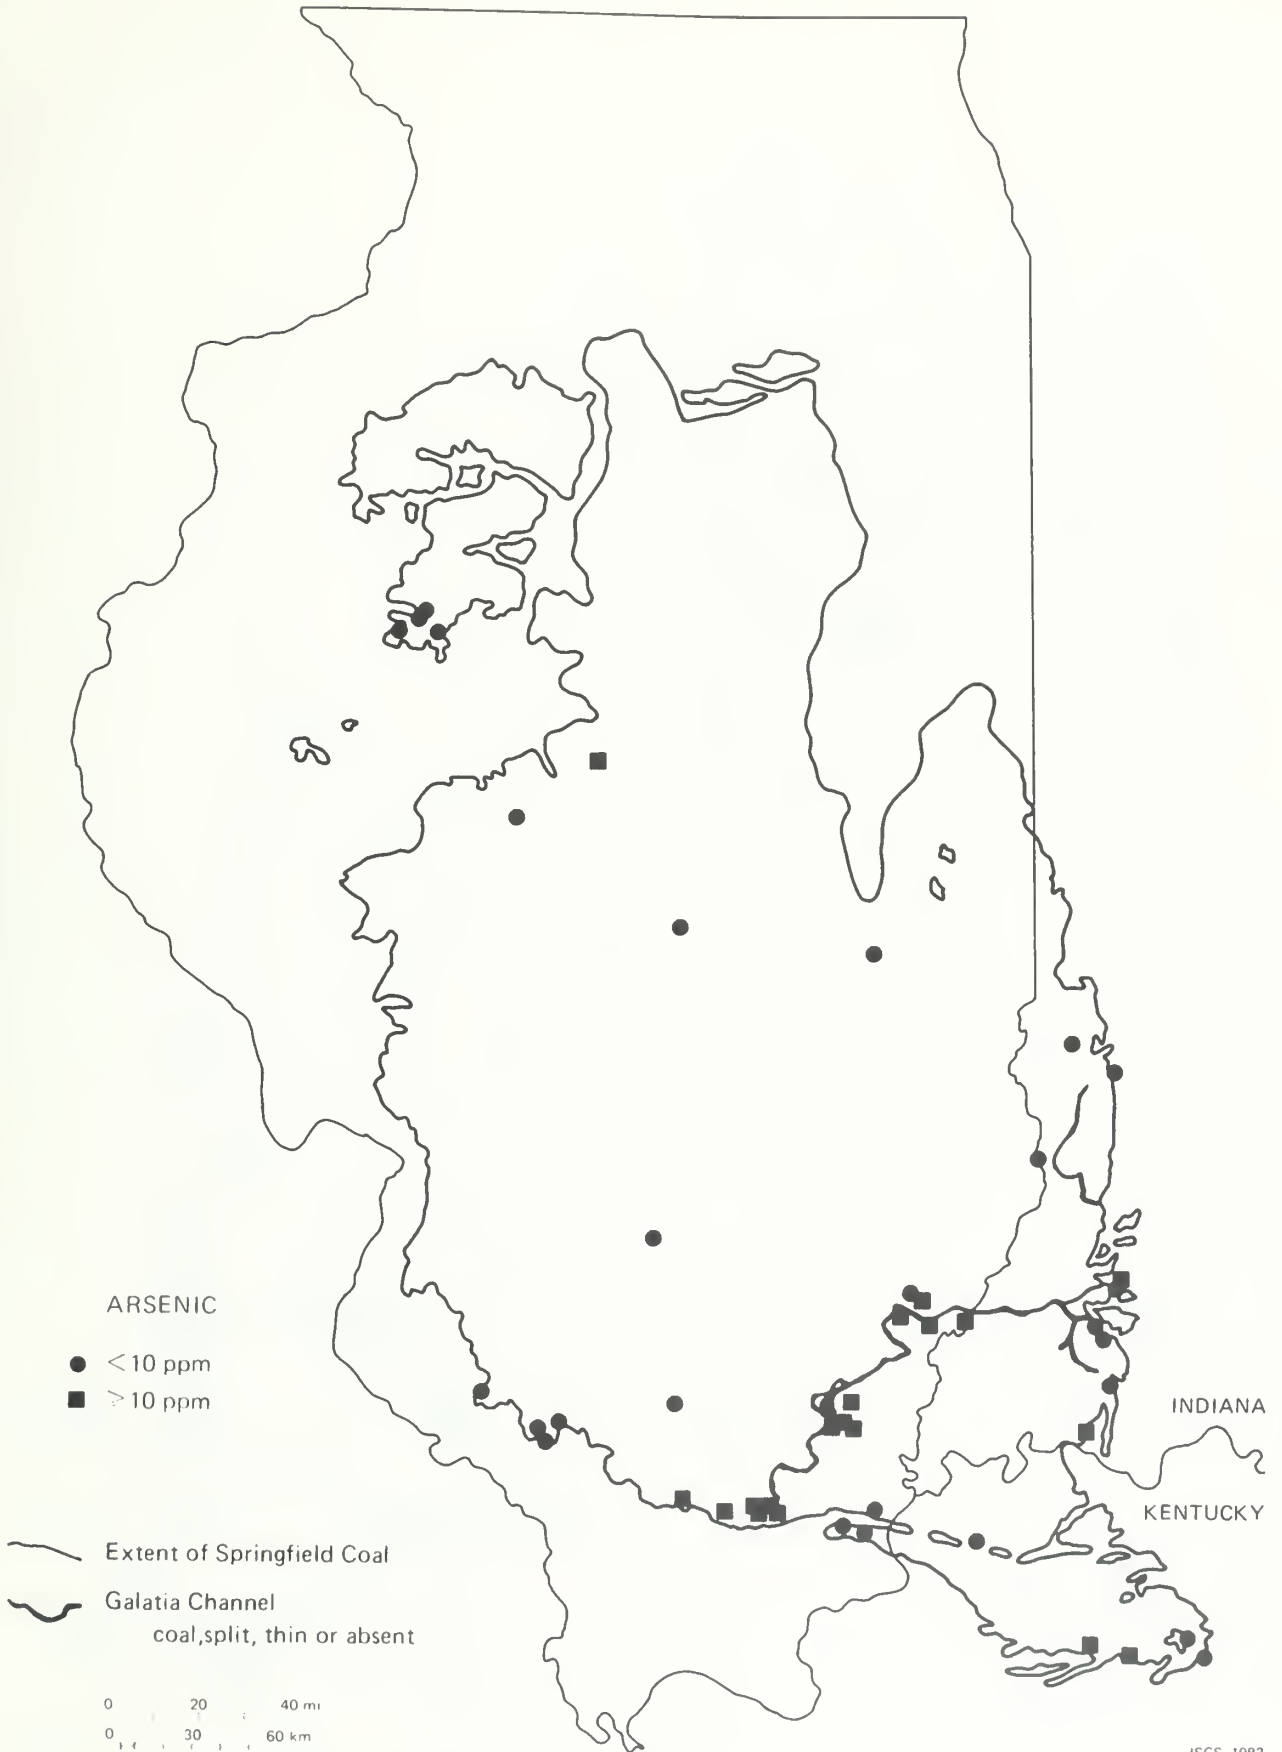 ARSENIC
<10 ppm
>10 ppm
INDIANA
KENTUCKY
Extent of Springfield Coal
Galatia Channel
coal,split, thin or absent
0 20 40 mi
0 30 60 km